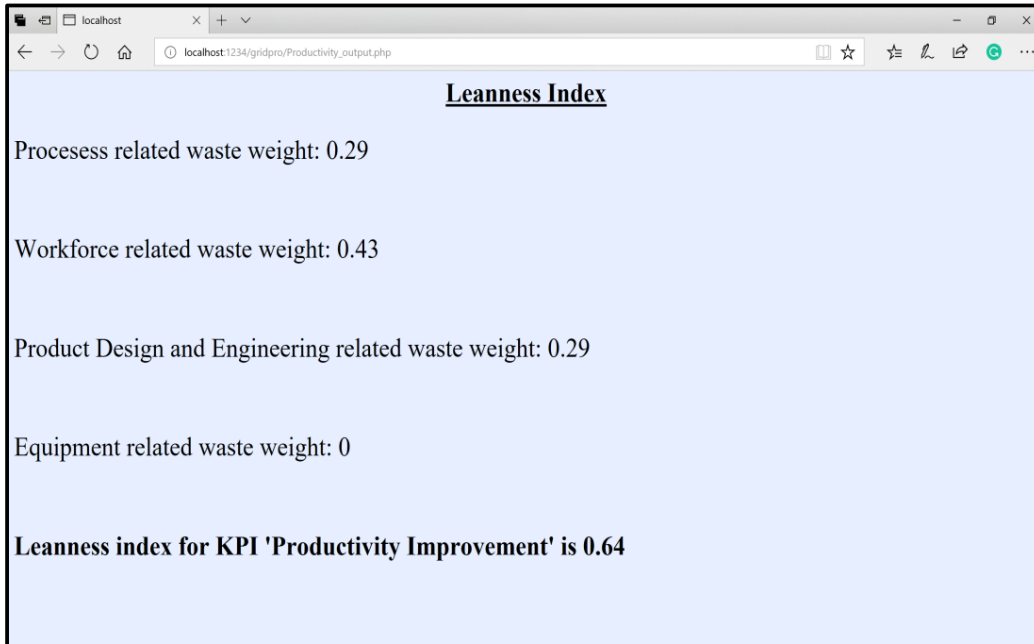 localhost
localhost:1234/gridpro/Productivity_output.php
Leanness Index
Procesess related waste weight: 0.29
Workforce related waste weight: 0.43
Product Design and Engineering related waste weight: 0.29
Equipment related waste weight: 0
Leanness index for KPI 'Productivity Improvement' is 0.64